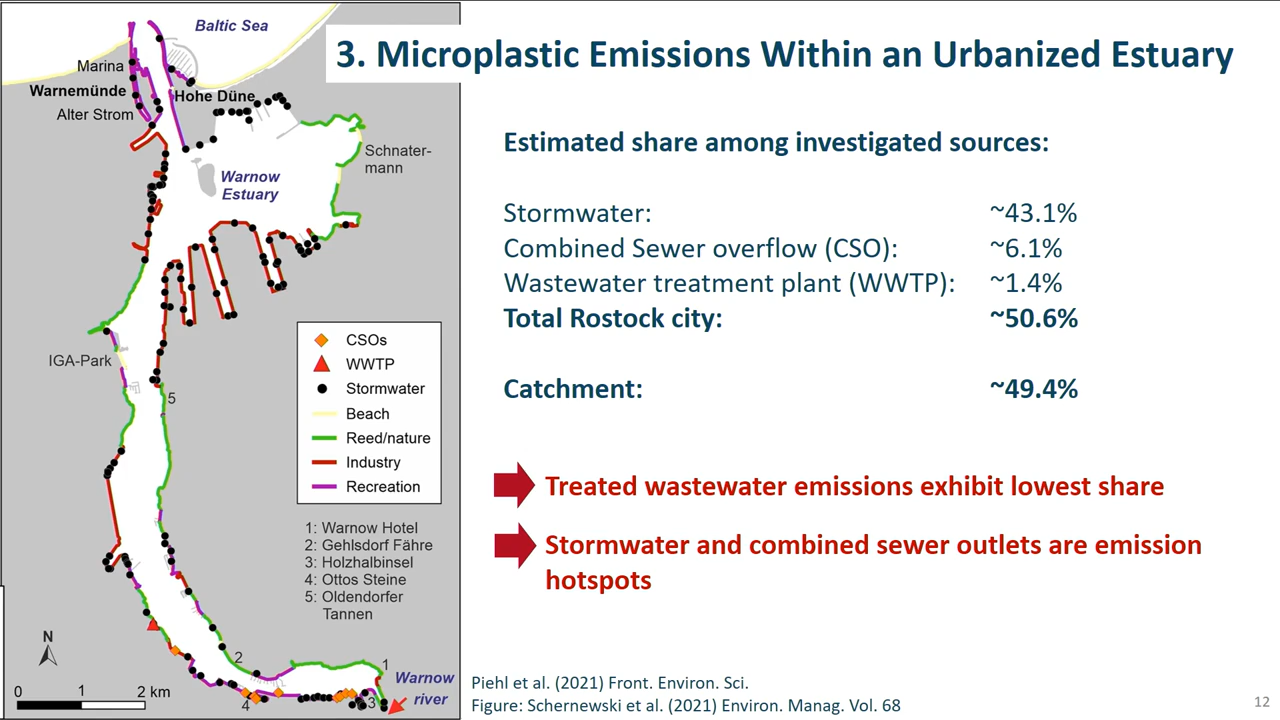 3. Microplastic Emissions Within an Urbanized Estuary
Baltic Sea
Marina
Warnemünde
Hohe Düne
Alter Strom
Schnater-
mann
Warnow
Estuary
IGA-Park
5
CSOs
WWTP
Stormwater
Beach
Reed/nature
Industry
Recreation
1: Warnow Hotel
2: Gehlsdorf Fähre
3: Holzhalbinsel
4: Ottos Steine
5: Oldendorfer
Tannen
N
0 1 2 km
2
1
4
3
Warnow
river
Estimated share among investigated sources:
Stormwater: ~43.1%
Combined Sewer overflow (CSO): ~6.1%
Wastewater treatment plant (WWTP): ~1.4%
Total Rostock city: ~50.6%
Catchment: ~49.4%
Treated wastewater emissions exhibit lowest share
Stormwater and combined sewer outlets are emission
hotspots
Piehl et al. (2021) Front. Environ. Sci.
Figure: Schernewski et al. (2021) Environ. Manag. Vol. 68
12